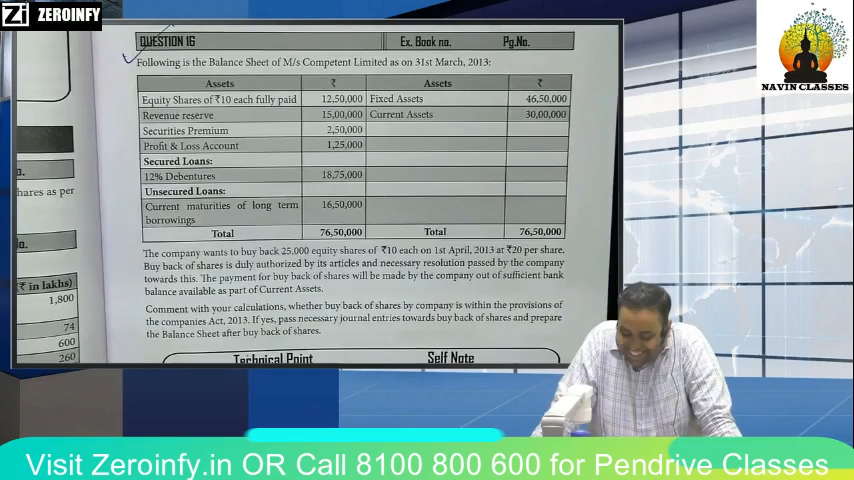 Zi ZEROINFY
NAVIN CLASSES
QUESTION 16 Ex. Book no. Pg.No.
Following is the Balance Sheet of M/s Competent Limited as on 31st March, 2013:
Assets ₹ Assets ₹
Equity Shares of ₹10 each fully paid 12,50,000 Fixed Assets 46,50,000
Revenue reserve 15,00,000 Current Assets 30,00,000
Securities Premium 2,50,000
Profit & Loss Account 1,25,000
Secured Loans:
12% Debentures 18,75,000
Unsecured Loans:
Current maturities of long term borrowings 16,50,000
Total 76,50,000 Total 76,50,000
The company wants to buy back 25,000 equity shares of ₹10 each on 1st April, 2013 at ₹20 per share.
Buy back of shares is duly authorized by its articles and necessary resolution passed by the company
towards this. The payment for buy back of shares will be made by the company out of sufficient bank
balance available as part of Current Assets.
Comment with your calculations, whether buy back of shares by company is within the provisions of
the companies Act, 2013. If yes, pass necessary journal entries towards buy back of shares and prepare
the Balance Sheet after buy back of shares.
Technical Point Self Note
hares as per
(₹ in lakhs)
1,800
74
600
260
Visit Zeroinfy.in OR Call 8100 800 600 for Pendrive Classes